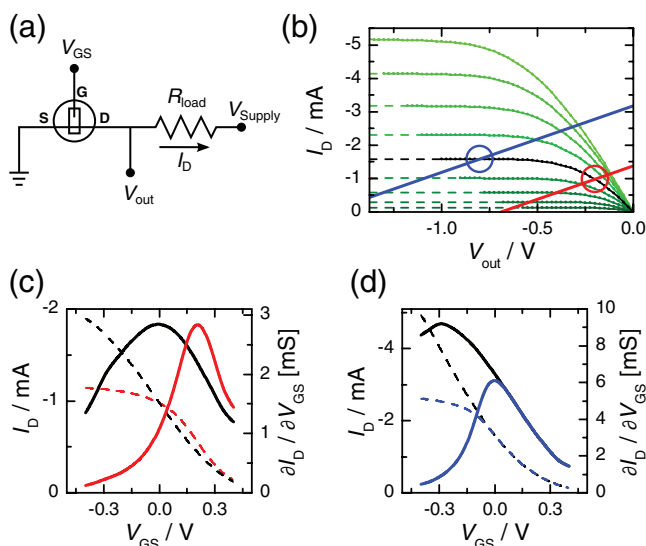 (a)
V_GS
G
S
D
R_load
V_Supply
I_D
V_out
(b)
I_D / mA
-5
-4
-3
-2
-1
0
-1.0
-0.5
0.0
V_out / V
(c)
I_D / mA
-2
-1
0
-0.3
0.0
0.3
V_GS / V
3
2
1
0
∂I_D / ∂V_GS [mS]
(d)
I_D / mA
-4
-2
0
-0.3
0.0
0.3
V_GS / V
10
8
6
4
2
0
∂I_D / ∂V_GS [mS]